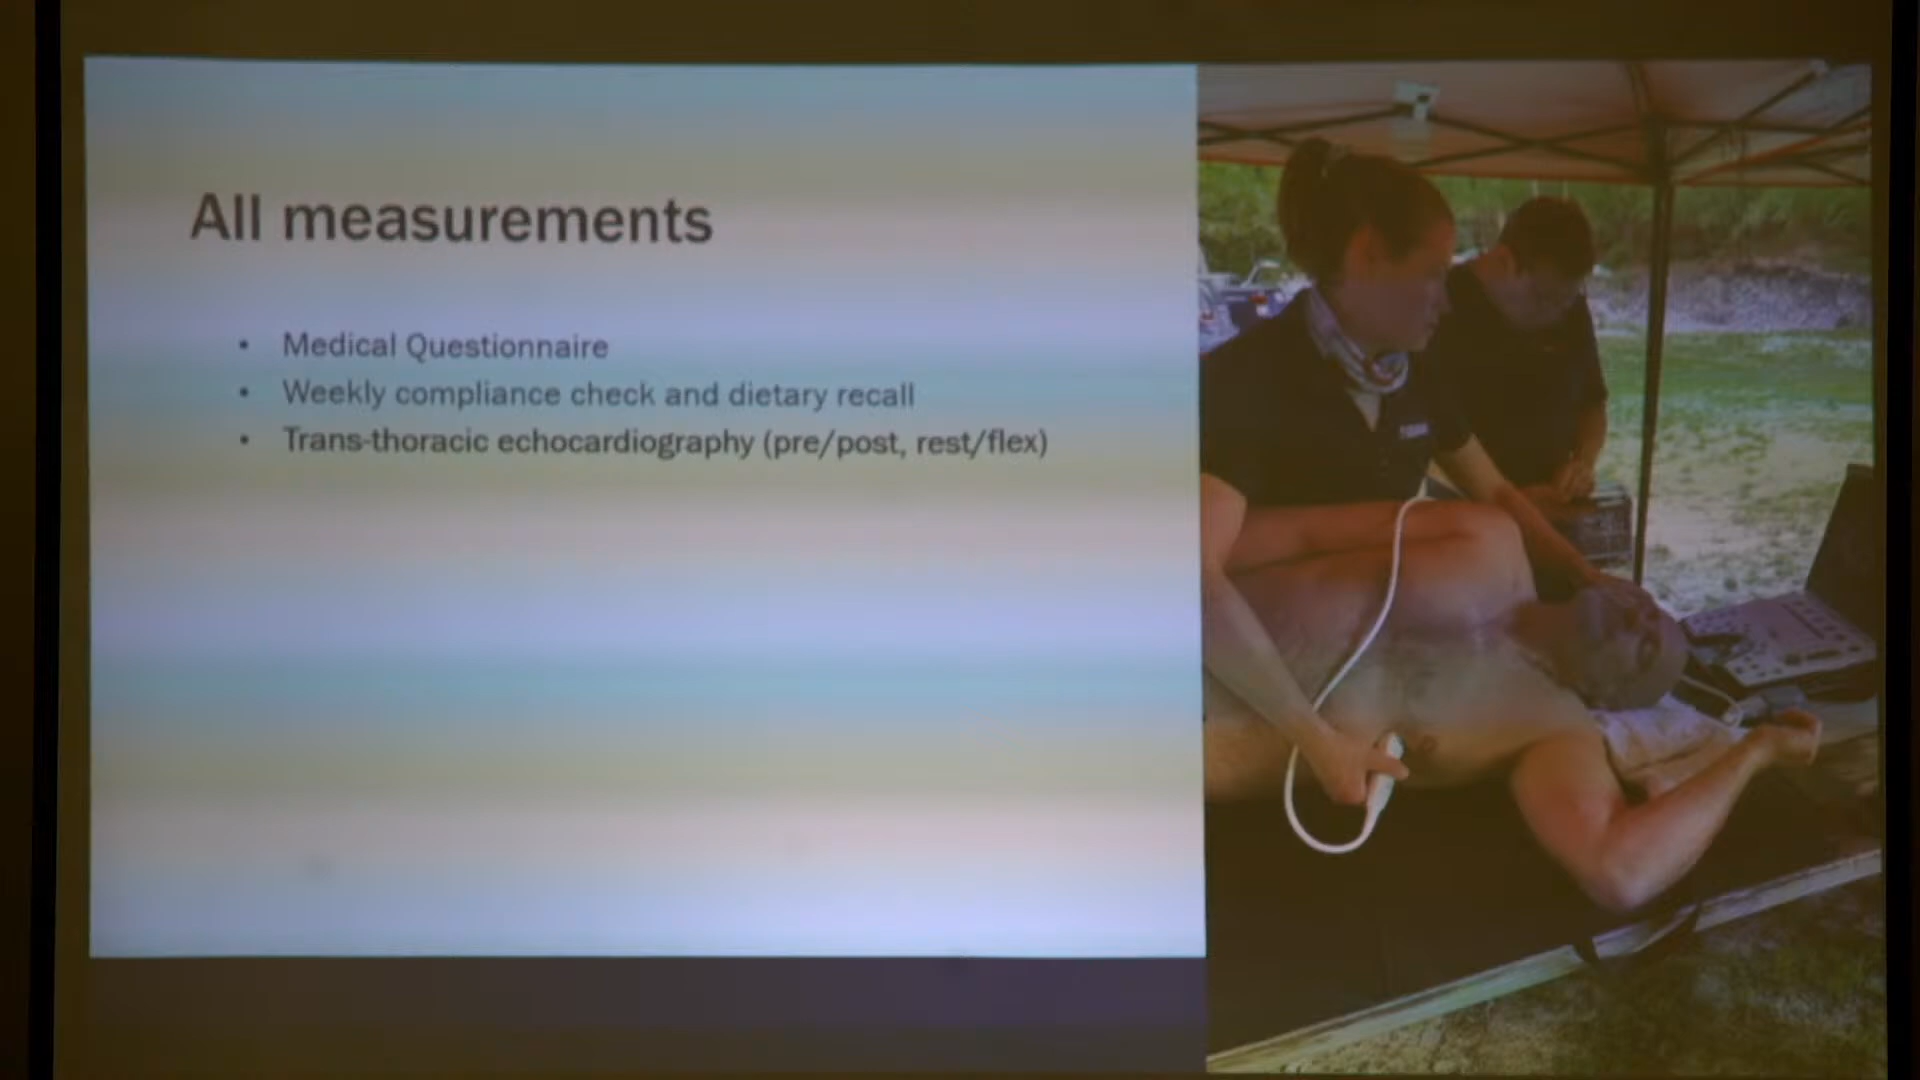 All measurements
• Medical Questionnaire
• Weekly compliance check and dietary recall
• Trans-thoracic echocardiography (pre/post, rest/flex)